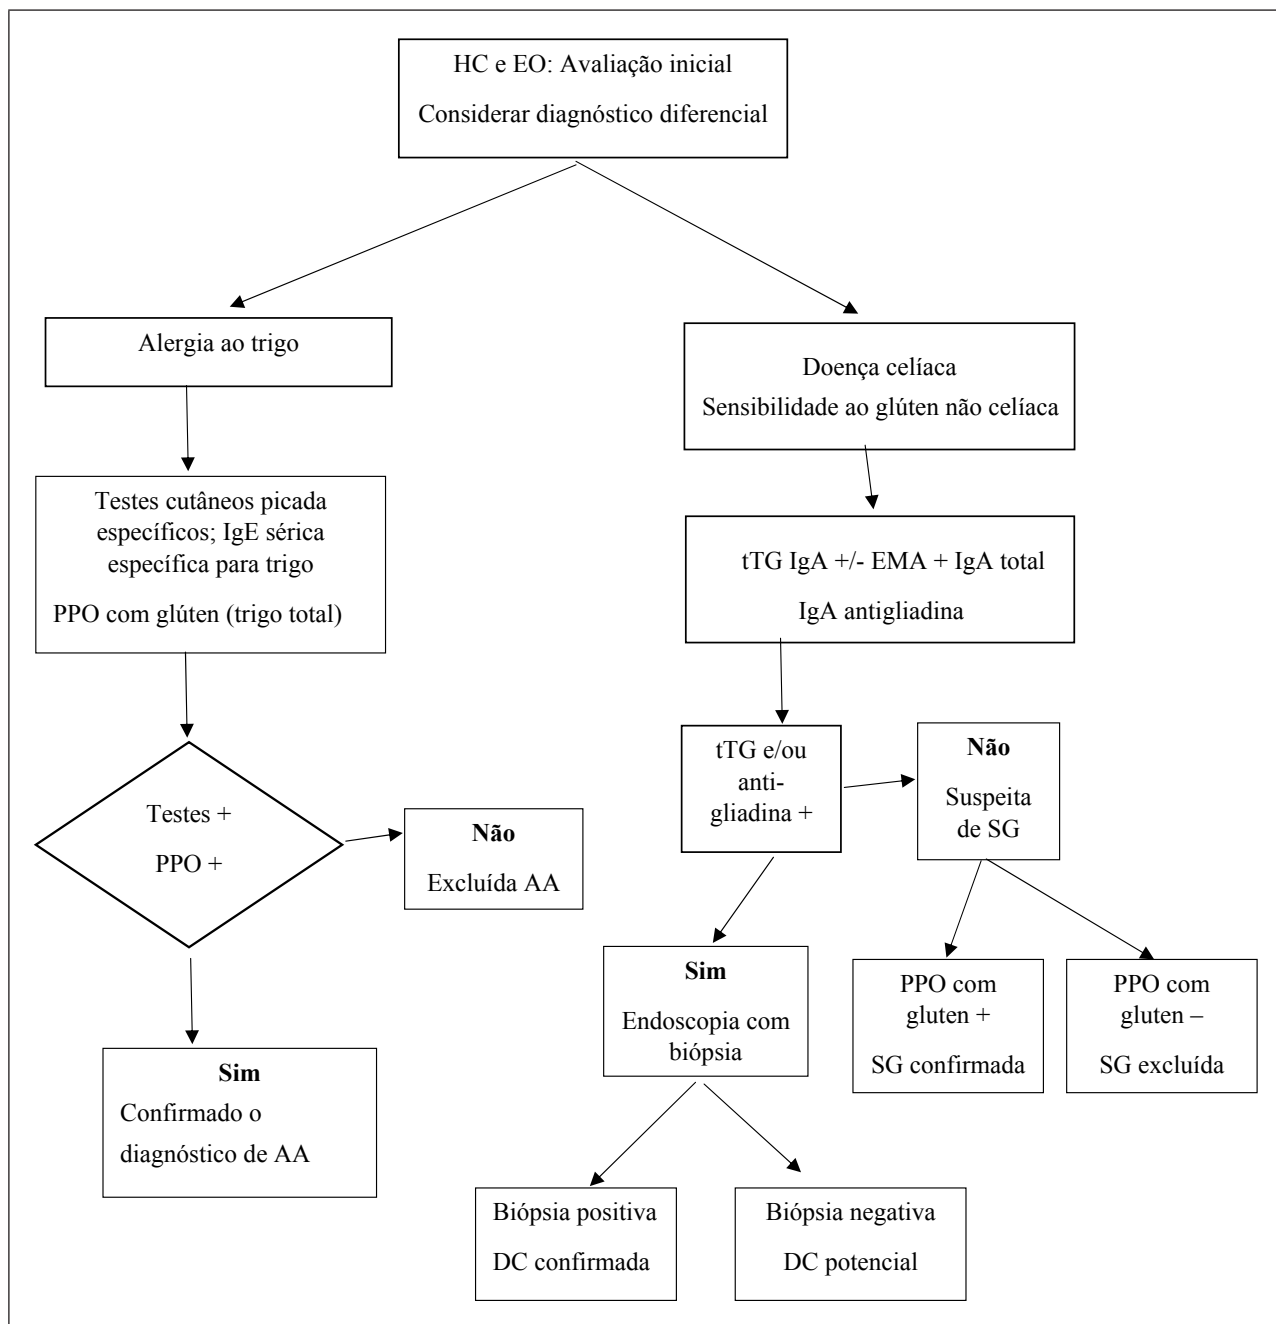 HC e EO: Avaliação inicial
Considerar diagnóstico diferencial
Alergia ao trigo
Doença celíaca
Sensibilidade ao glúten não celíaca
Testes cutâneos picada
específicos; IgE sérica
específica para trigo
PPO com glúten (trigo total)
tTG IgA +/- EMA + IgA total
IgA antigliadina
Testes +
PPO +
Não
Excluída AA
tTG e/ou
anti-
gliadina +
Não
Suspeita
de SG
Sim
Confirmado o
diagnóstico de AA
Sim
Endoscopia com
biópsia
PPO com
gluten +
SG confirmada
PPO com
gluten –
SG excluída
Biópsia positiva
DC confirmada
Biópsia negativa
DC potencial